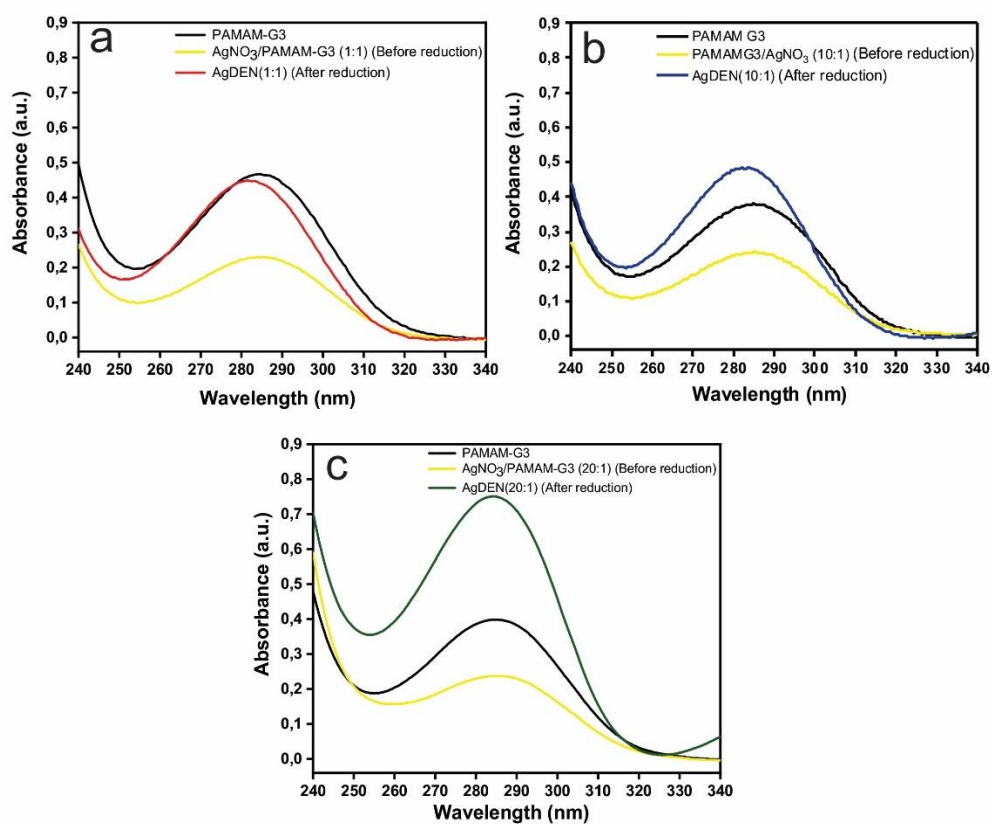 a
PAMAM-G3
AgNO3/PAMAM-G3 (1:1) (Before reduction)
AgDEN(1:1) (After reduction)
Absorbance (a.u.)
0,9
0,8
0,7
0,6
0,5
0,4
0,3
0,2
0,1
0,0
240 250 260 270 280 290 300 310 320 330 340
Wavelength (nm)
b
PAMAM G3
PAMAMG3/AgNO3 (10:1) (Before reduction)
AgDEN(10:1) (After reduction)
Absorbance (a.u.)
0,9
0,8
0,7
0,6
0,5
0,4
0,3
0,2
0,1
0,0
240 250 260 270 280 290 300 310 320 330 340
Wavelength (nm)
c
PAMAM-G3
AgNO3/PAMAM-G3 (20:1) (Before reduction)
AgDEN(20:1) (After reduction)
Absorbance (a.u.)
0,9
0,8
0,7
0,6
0,5
0,4
0,3
0,2
0,1
0,0
240 250 260 270 280 290 300 310 320 330 340
Wavelength (nm)